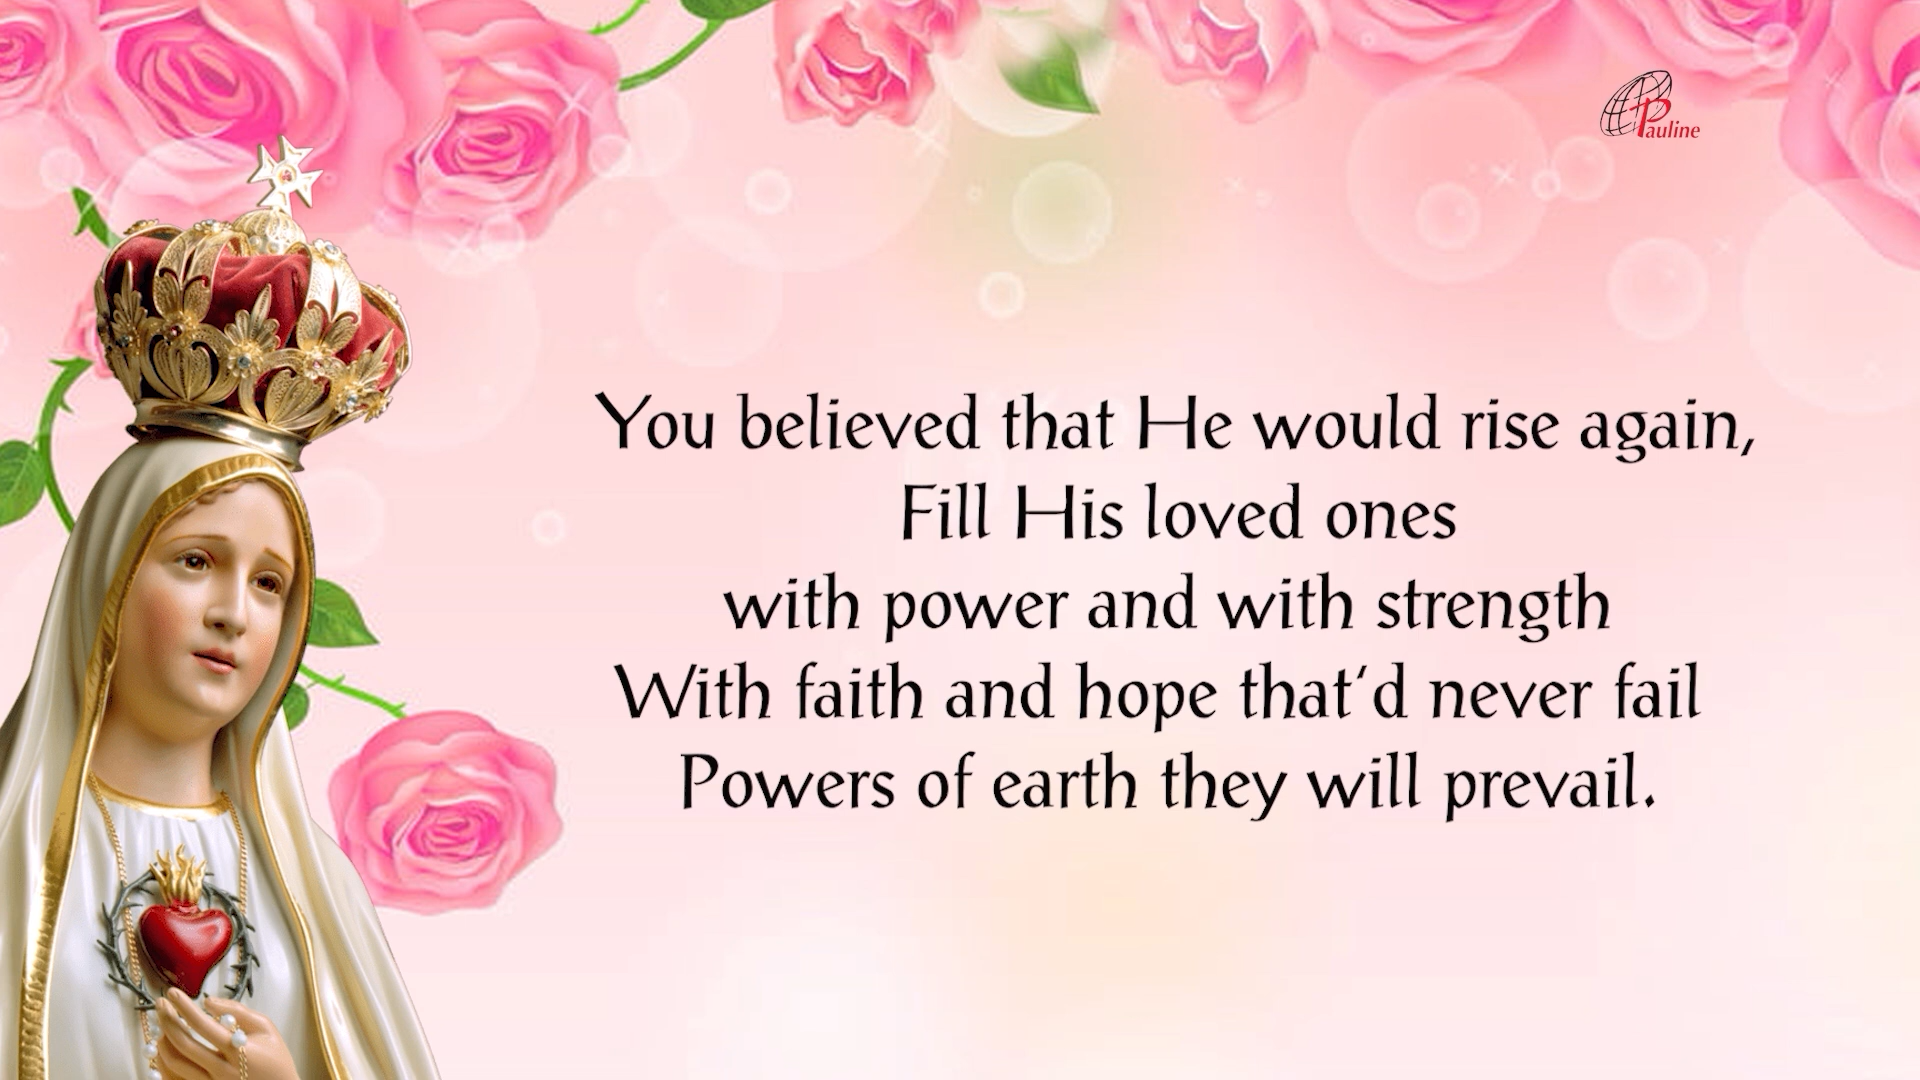 Pauline
You believed that He would rise again,
Fill His loved ones
with power and with strength
With faith and hope that'd never fail
Powers of earth they will prevail.